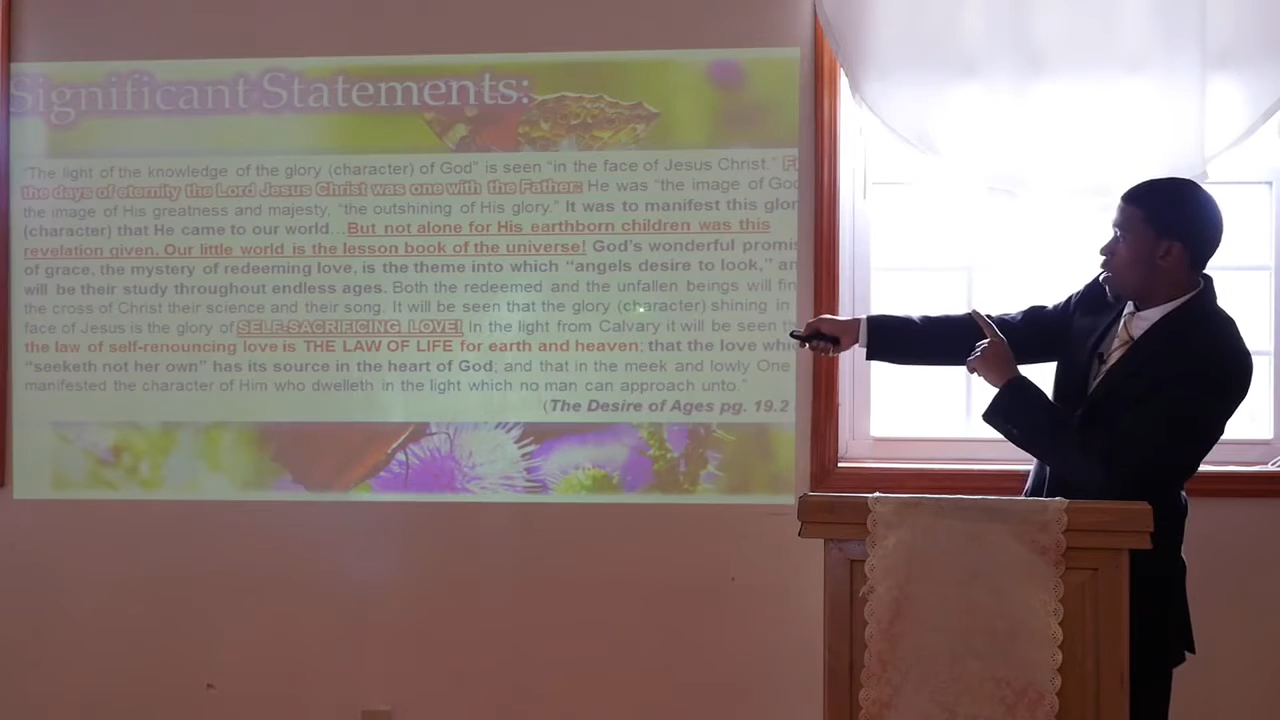 Significant Statements:
"The light of the knowledge of the glory (character) of God" is seen "in the face of Jesus Christ."
the days of eternity the Lord Jesus Christ was one with the Father; He was "the image of God
the image of His greatness and majesty, "the outshining of His glory." It was to manifest this glor
(character) that He came to our world…But not alone for His earthborn children was this
revelation given. Our little world is the lesson book of the universe! God's wonderful promis
of grace, the mystery of redeeming love, is the theme into which "angels desire to look," an
will be their study throughout endless ages. Both the redeemed and the unfallen beings will fin
the cross of Christ their science and their song. It will be seen that the glory (character) shining in
face of Jesus is the glory of SELF-SACRIFICING LOVE! In the light from Calvary it will be seen t
the law of self-renouncing love is THE LAW OF LIFE for earth and heaven; that the love whic
"seeketh not her own" has its source in the heart of God; and that in the meek and lowly One
manifested the character of Him who dwelleth in the light which no man can approach unto."
(The Desire of Ages pg. 19.2